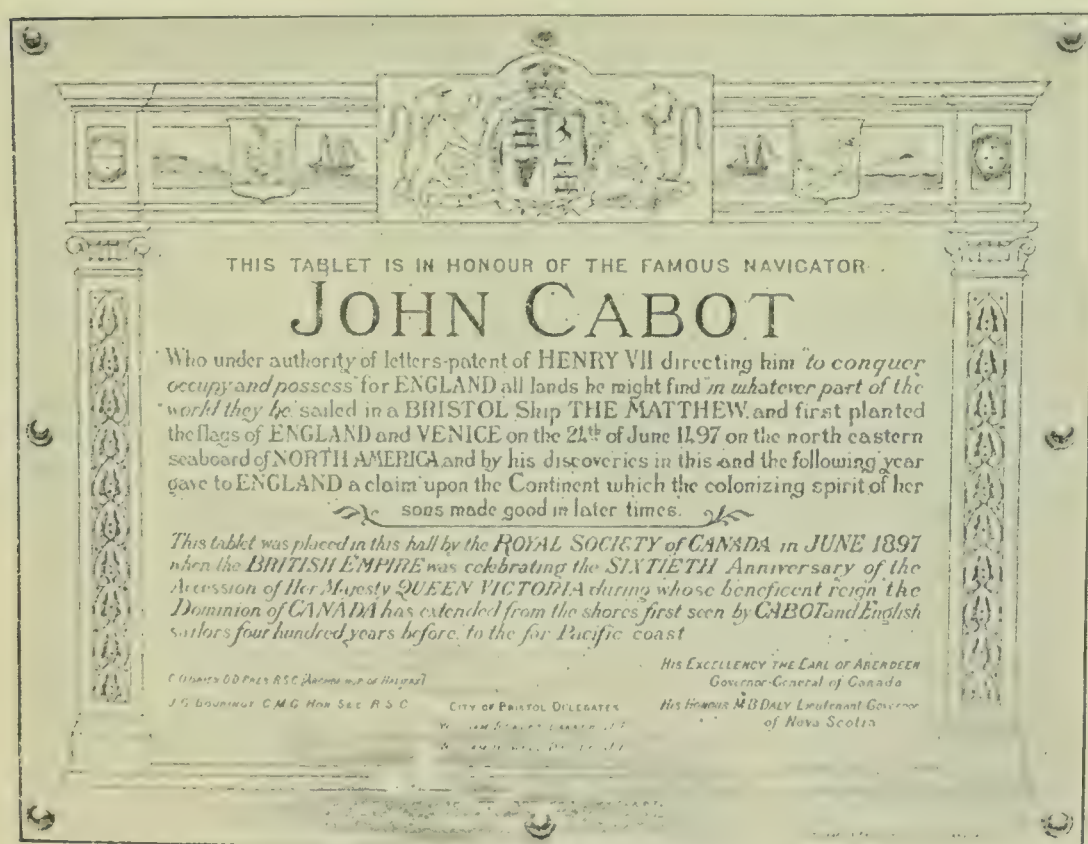 THIS TABLET IS IN HONOUR OF THE FAMOUS NAVIGATOR
JOHN CABOT
Who under authority of letters-patent of HENRY VII directing him "to conquer
occupy and possess" for ENGLAND all lands he might find "in whatever part of the
world they be" sailed in a BRISTOL Ship THE MATTHEW and first planted
the flags of ENGLAND and VENICE on the 24th of June 1497 on the north eastern
seaboard of NORTH AMERICA and by his discoveries in this and the following year
gave to ENGLAND a claim upon the Continent which the colonizing spirit of her
sons made good in later times.
This tablet was placed in this hall by the ROYAL SOCIETY of CANADA in JUNE 1897
when the BRITISH EMPIRE was celebrating the SIXTIETH Anniversary of the
Accession of Her Majesty QUEEN VICTORIA during whose beneficent reign the
Dominion of CANADA has extended from the shores first seen by CABOT and English
sailors four hundred years before, to the far Pacific coast
HIS EXCELLENCY THE EARL OF ABERDEEN
Governor-General of Canada
D D PRES R S C (ARCHBISHOP OF HALIFAX)
J G BOURINOT C M G HON SEC R S C
CITY OF BRISTOL DELEGATES
HIS HONOUR M B DALY Lieutenant Governor
of Nova Scotia
WILLIAM